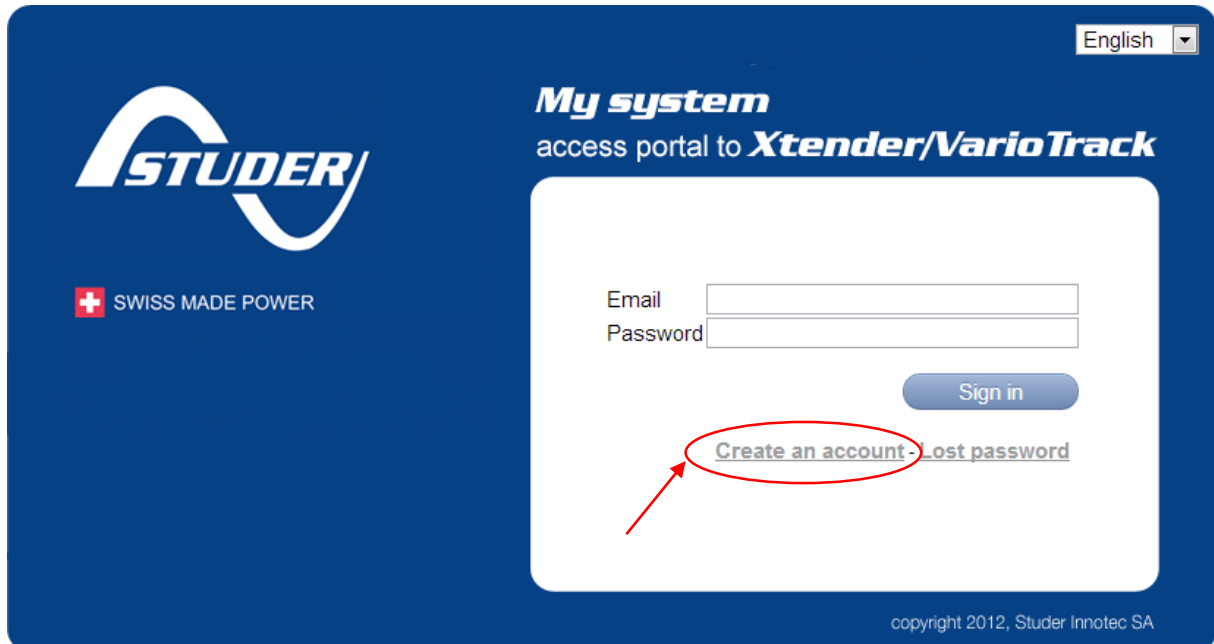 English
STUDER
My system
access portal to Xtender/VarioTrack
SWISS MADE POWER
Email
Password
Sign in
Create an account - Lost password
copyright 2012, Studer Innotec SA